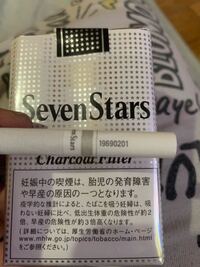 SevenStars
SevenStars
19690201
Charcoal Filter
妊娠中の喫煙は、胎児の発育障害
や早産の原因の一つとなります。
疫学的な推計によると、たばこを吸う妊婦は、吸
わない妊婦に比べ、低出生体重の危険性が約2
倍、早産の危険性が約3倍高くなります。
(詳細については、厚生労働省のホーム・ページ
www.mhlw.go.jp/topics/tobacco/main.html
をご参照ください。)